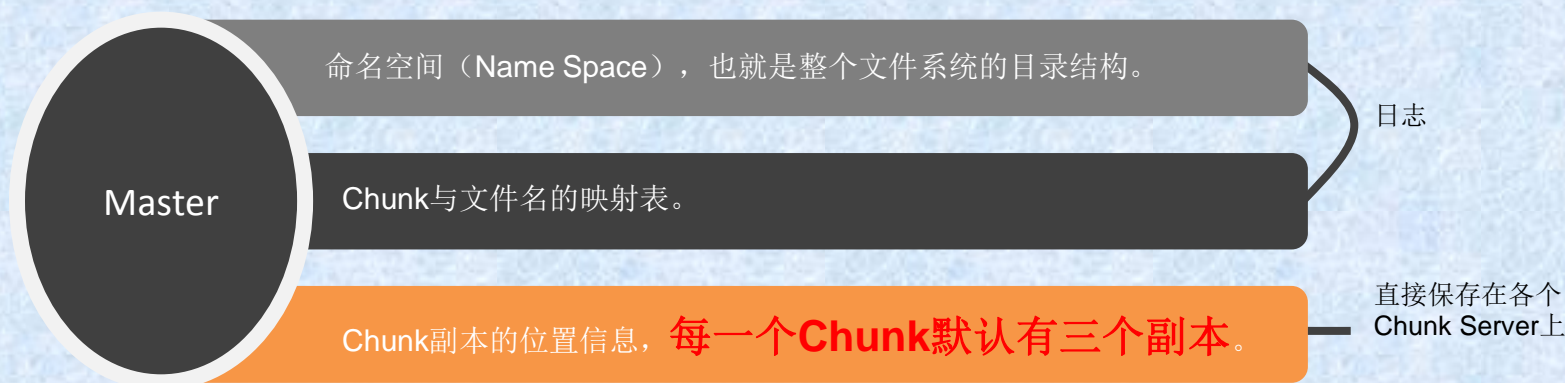 命名空间（Name Space），也就是整个文件系统的目录结构。
日志
Master
Chunk与文件名的映射表。
Chunk副本的位置信息，每一个Chunk默认有三个副本。
直接保存在各个
Chunk Server上